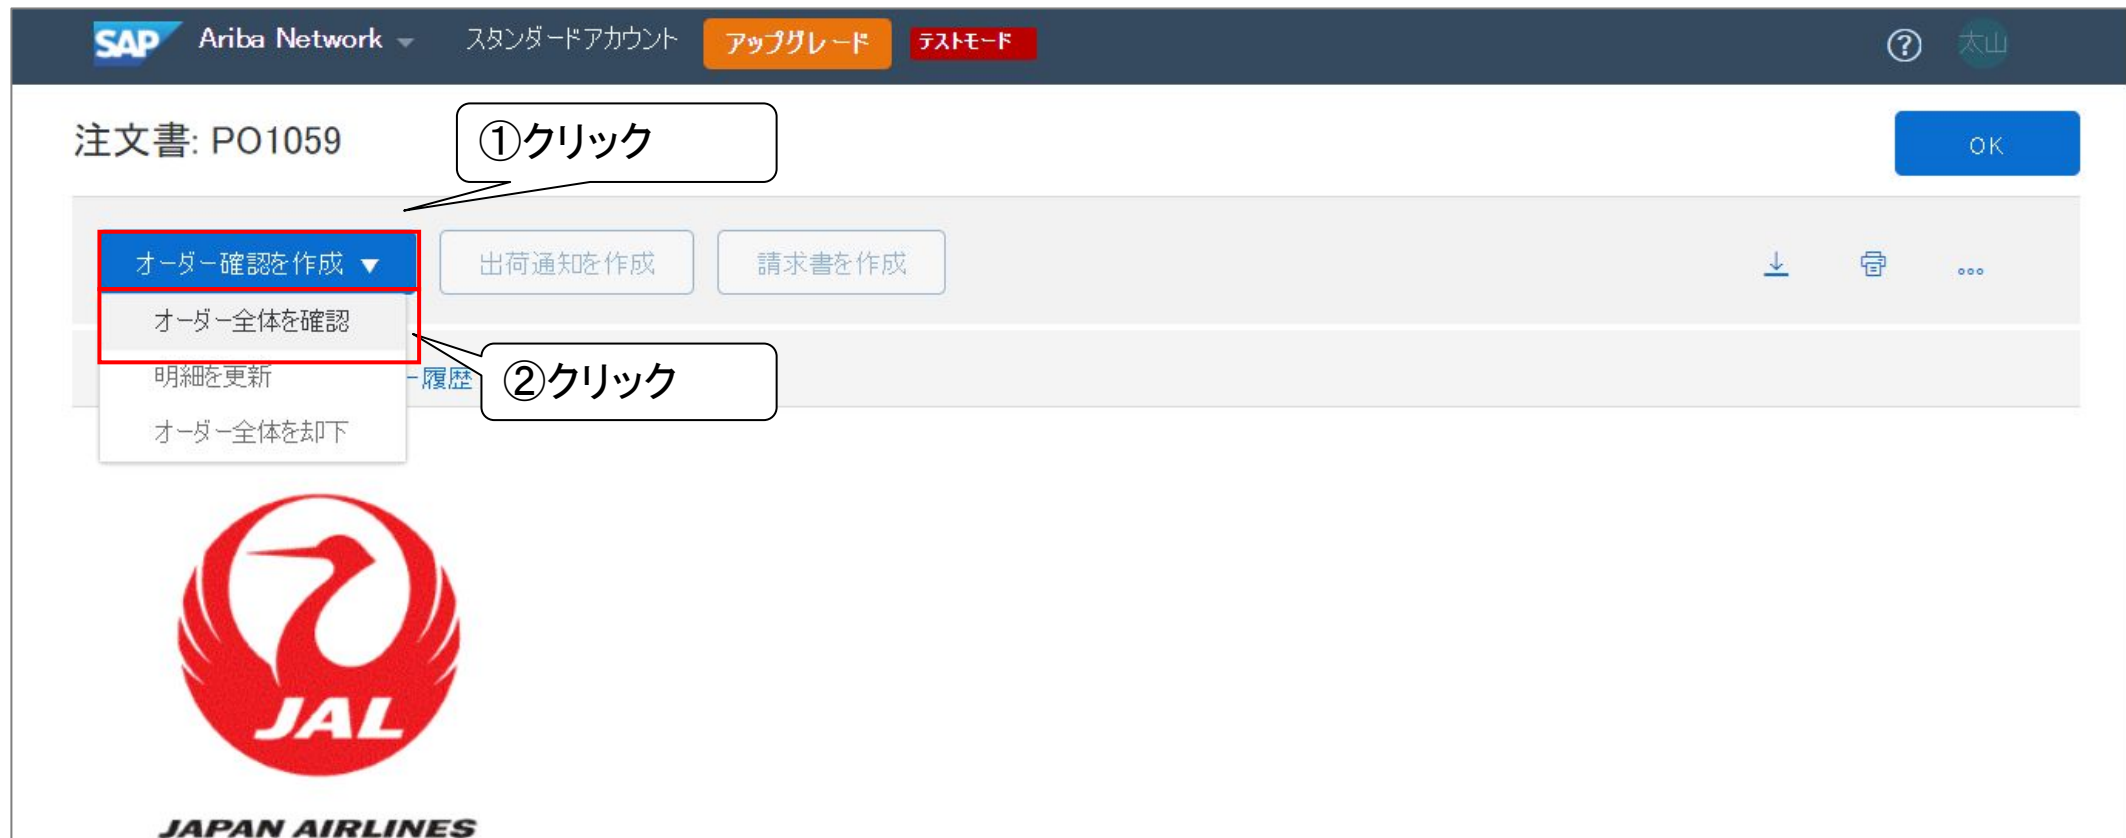 SAP Ariba Network スタンダードアカウント アップグレード テストモード ? 太山
注文書: PO1059
①クリック
OK
オーダー確認を作成 ▼ 出荷通知を作成 請求書を作成
オーダー全体を確認
明細を更新
ー履歴
②クリック
オーダー全体を却下
JAL
JAPAN AIRLINES